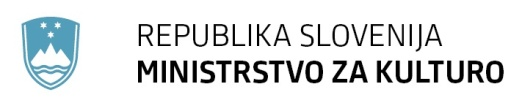 REPUBLIKA SLOVENIJA
MINISTRSTVO ZA KULTURO